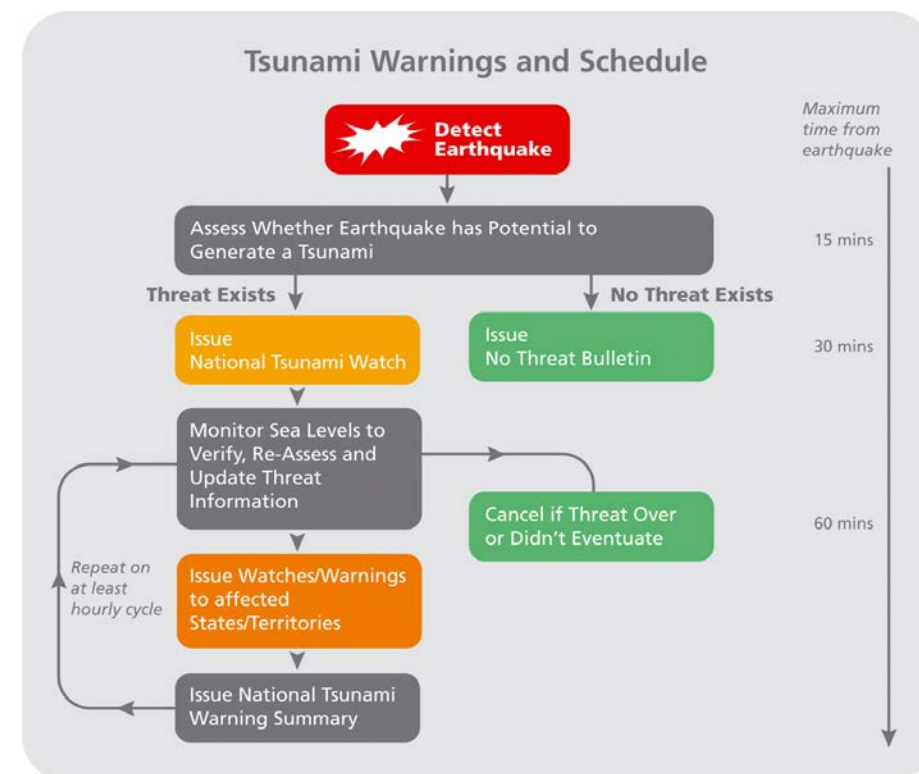 Tsunami Warnings and Schedule
Maximum
time from
earthquake
Detect
Earthquake
Assess Whether Earthquake has Potential to
Generate a Tsunami
15 mins
Threat Exists
No Threat Exists
Issue
National Tsunami Watch
Issue
No Threat Bulletin
30 mins
Monitor Sea Levels to
Verify, Re-Assess and
Update Threat
Information
Cancel if Threat Over
or Didn't Eventuate
60 mins
Repeat on
at least
hourly cycle
Issue Watches/Warnings
to affected
States/Territories
Issue National Tsunami
Warning Summary